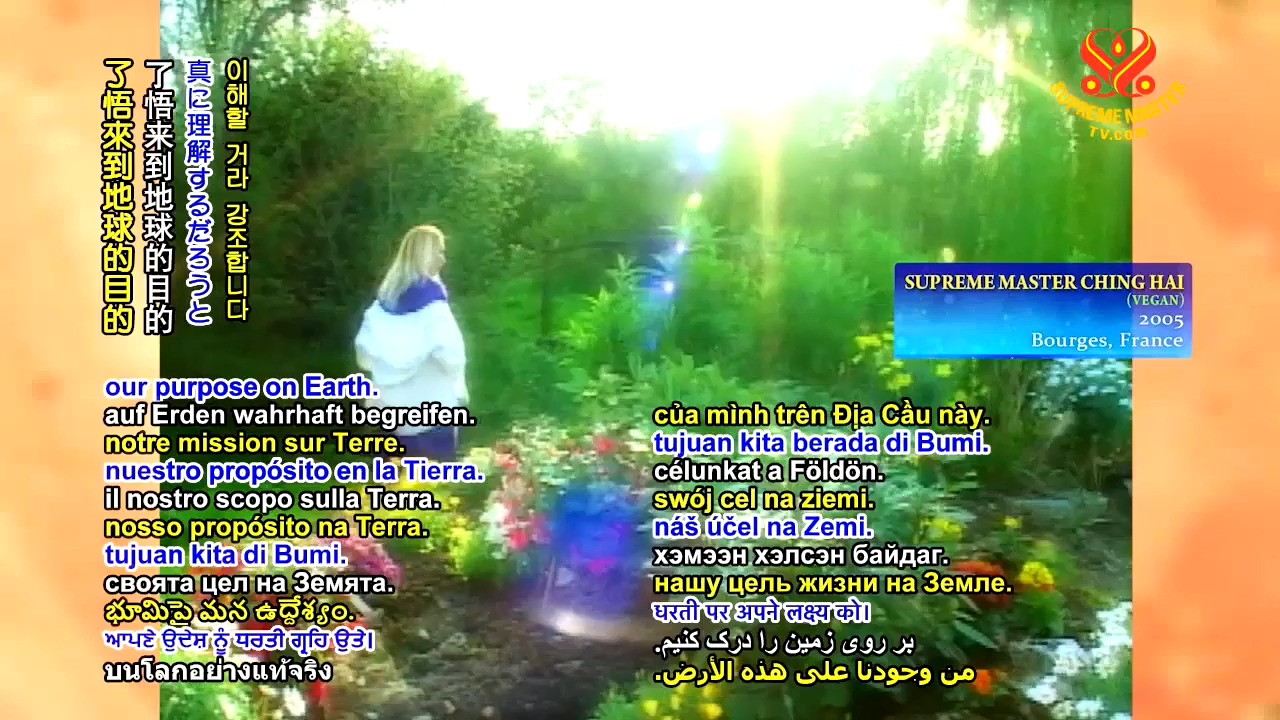 了悟來到地球的目的
了悟来到地球的目的
真に理解するだろうと
이해할 거라 강조합니다
SUPREME MASTER
TV.com
SUPREME MASTER CHING HAI
(VEGAN)
2005
Bourges, France
our purpose on Earth.
auf Erden wahrhaft begreifen.
notre mission sur Terre.
nuestro propósito en la Tierra.
il nostro scopo sulla Terra.
nosso propósito na Terra.
tujuan kita di Bumi.
своята цел на Земята.
భూమిపై మన ఉద్దేశ్యం.
ਆਪਣੇ ਉਦੇਸ਼ ਨੂੰ ਧਰਤੀ ਗ੍ਰਹਿ ਉਤੇ।
บนโลกอย่างแท้จริง
của mình trên Địa Cầu này.
tujuan kita berada di Bumi.
célunkat a Földön.
swój cel na ziemi.
náš účel na Zemi.
хэмээн хэлсэн байдаг.
нашу цель жизни на Земле.
धरती पर अपने लक्ष्य को।
بر روی زمین را درک کنیم.
من وجودنا على هذه الأرض.